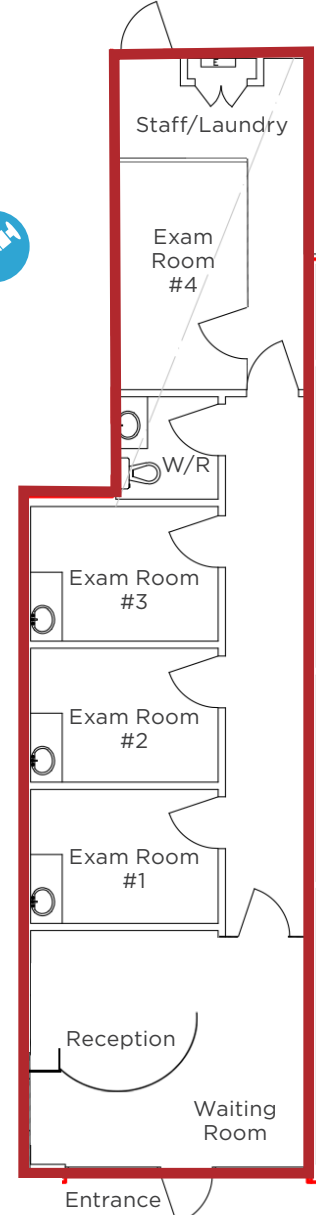 Staff/Laundry
Exam
Room
#4
W/R
Exam Room
#3
Exam Room
#2
Exam Room
#1
Reception
Waiting
Room
Entrance